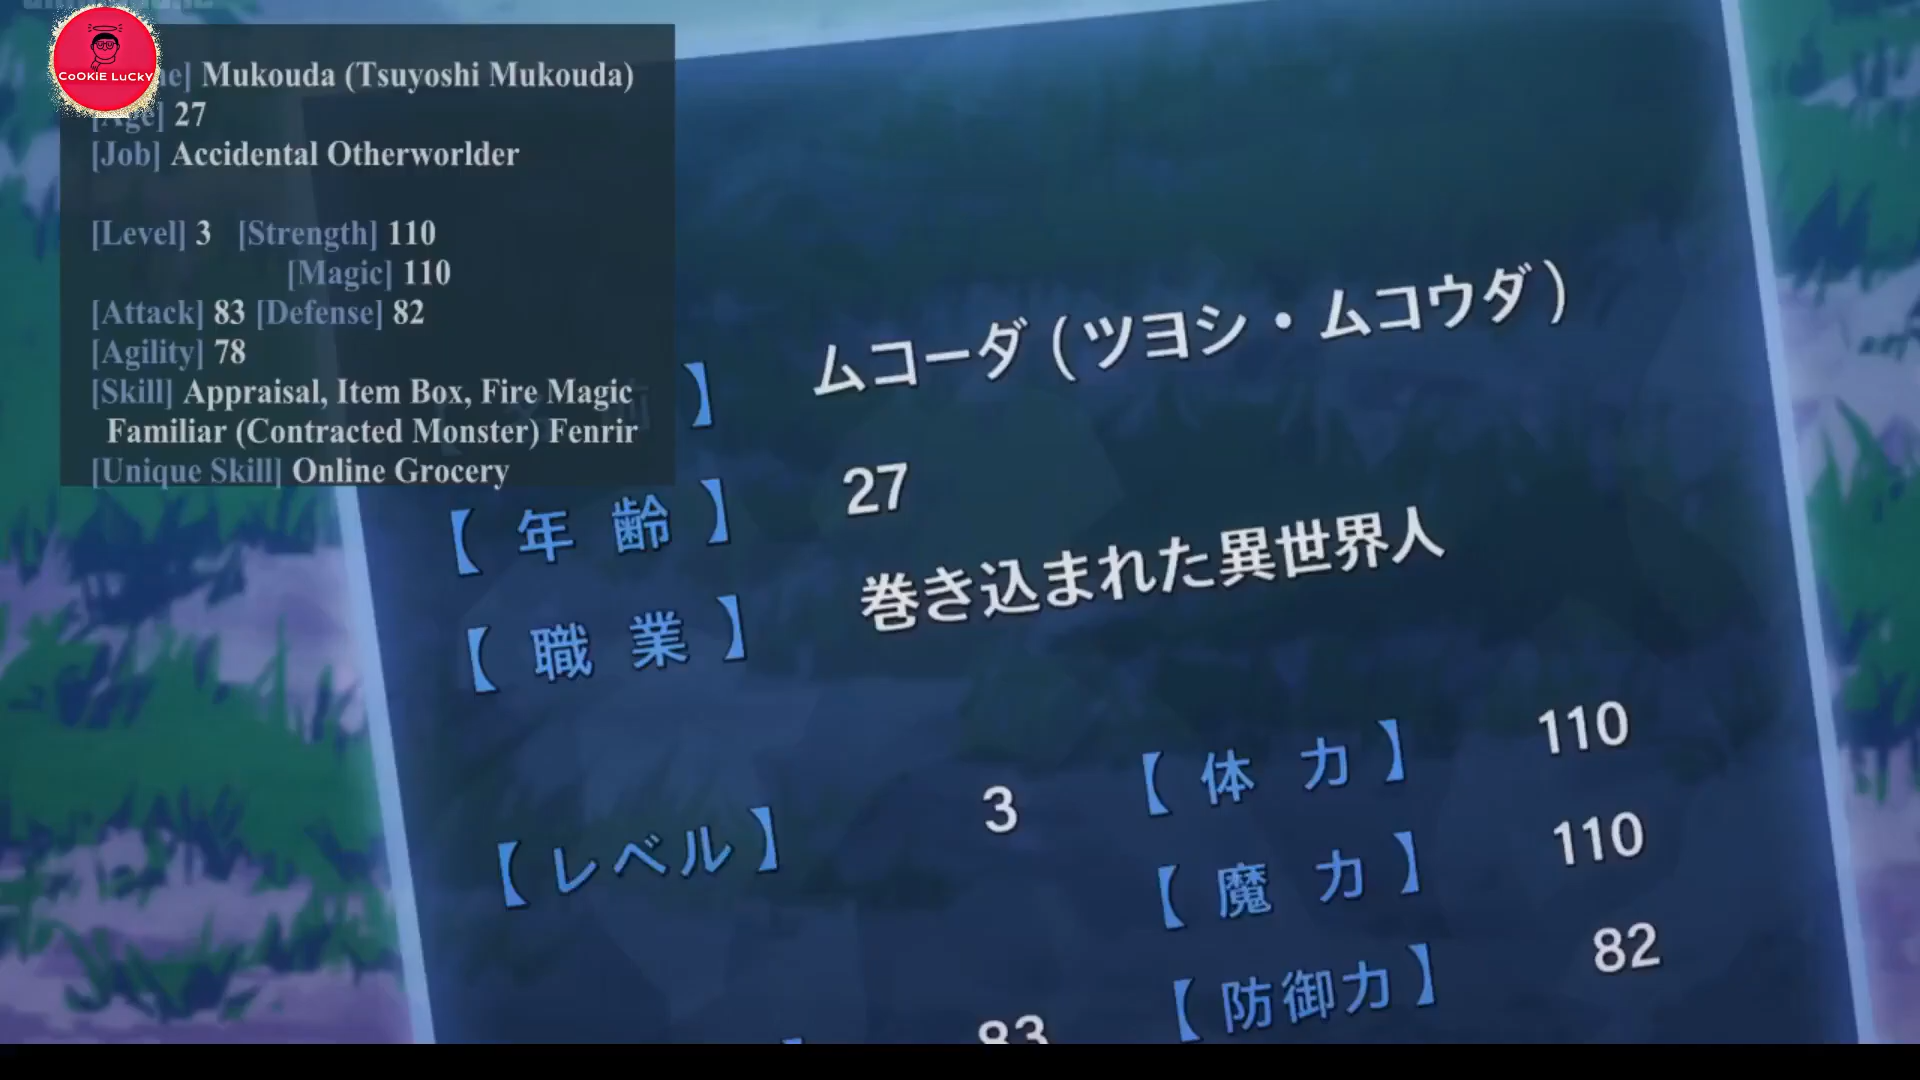 CoOKiE LuCKY
Mukouda (Tsuyoshi Mukouda)
[Age] 27
[Job] Accidental Otherworlder
[Level] 3 [Strength] 110
[Magic] 110
[Attack] 83 [Defense] 82
[Agility] 78
[Skill] Appraisal, Item Box, Fire Magic
Familiar (Contracted Monster) Fenrir
[Unique Skill] Online Grocery
】 ムコーダ(ツヨシ・ムコウダ)
【年齢】 27
【職業】 巻き込まれた異世界人
【レベル】 3
【体力】 110
【魔力】 110
83
【防御力】 82